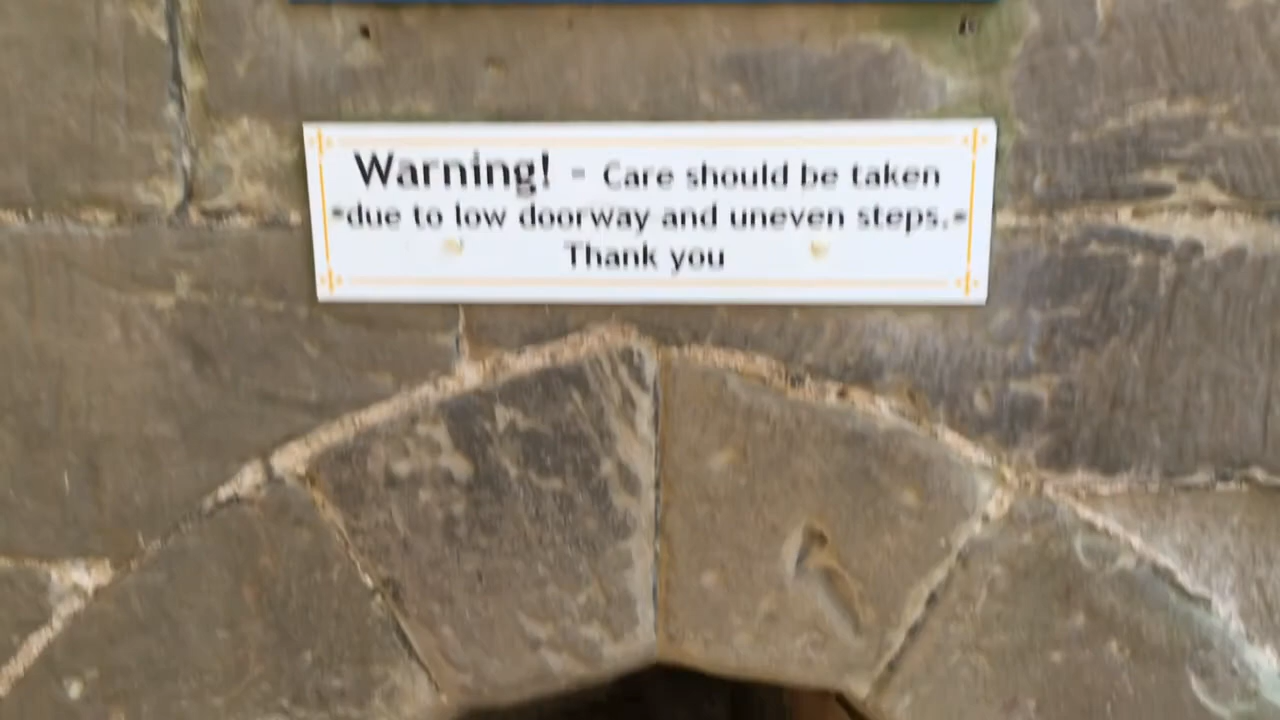 Warning! - Care should be taken
-due to low doorway and uneven steps.-
Thank you